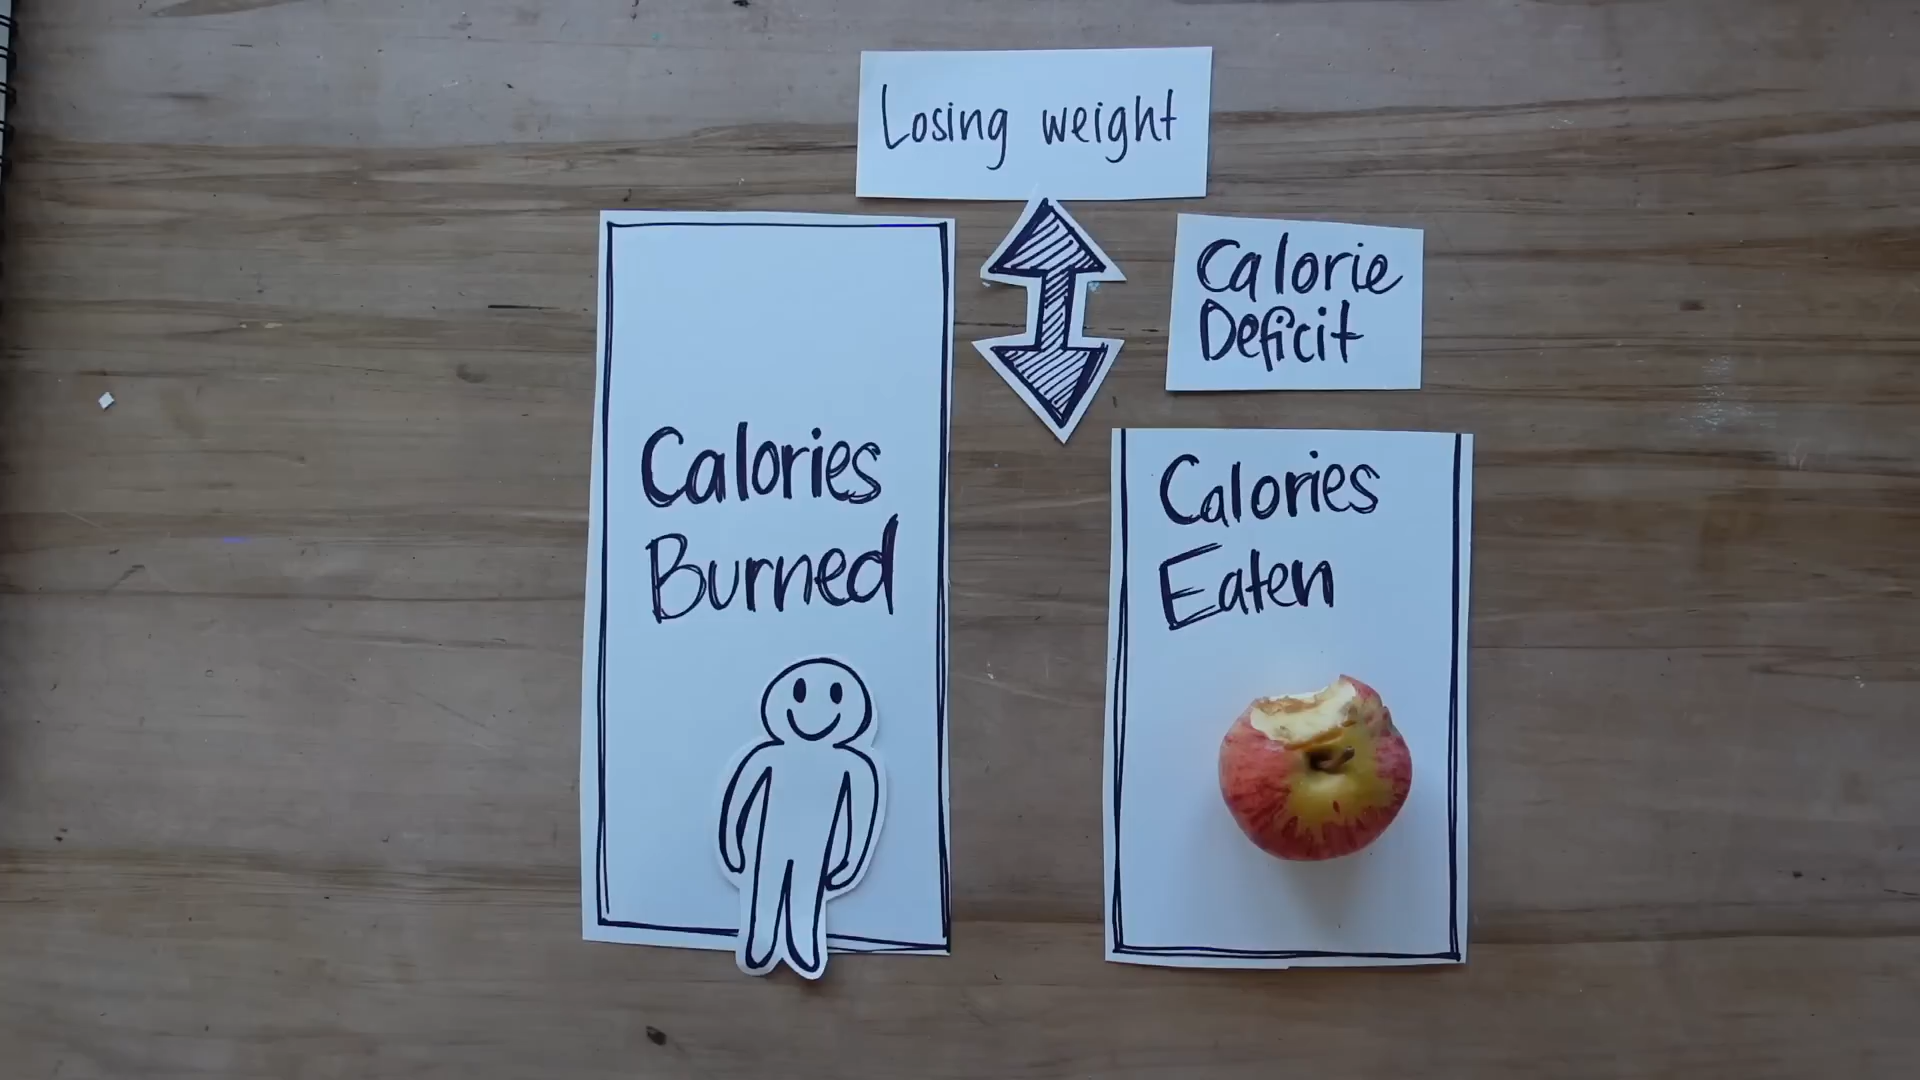 Losing weight
Calorie
Deficit
Calories
Burned
Calories
Eaten